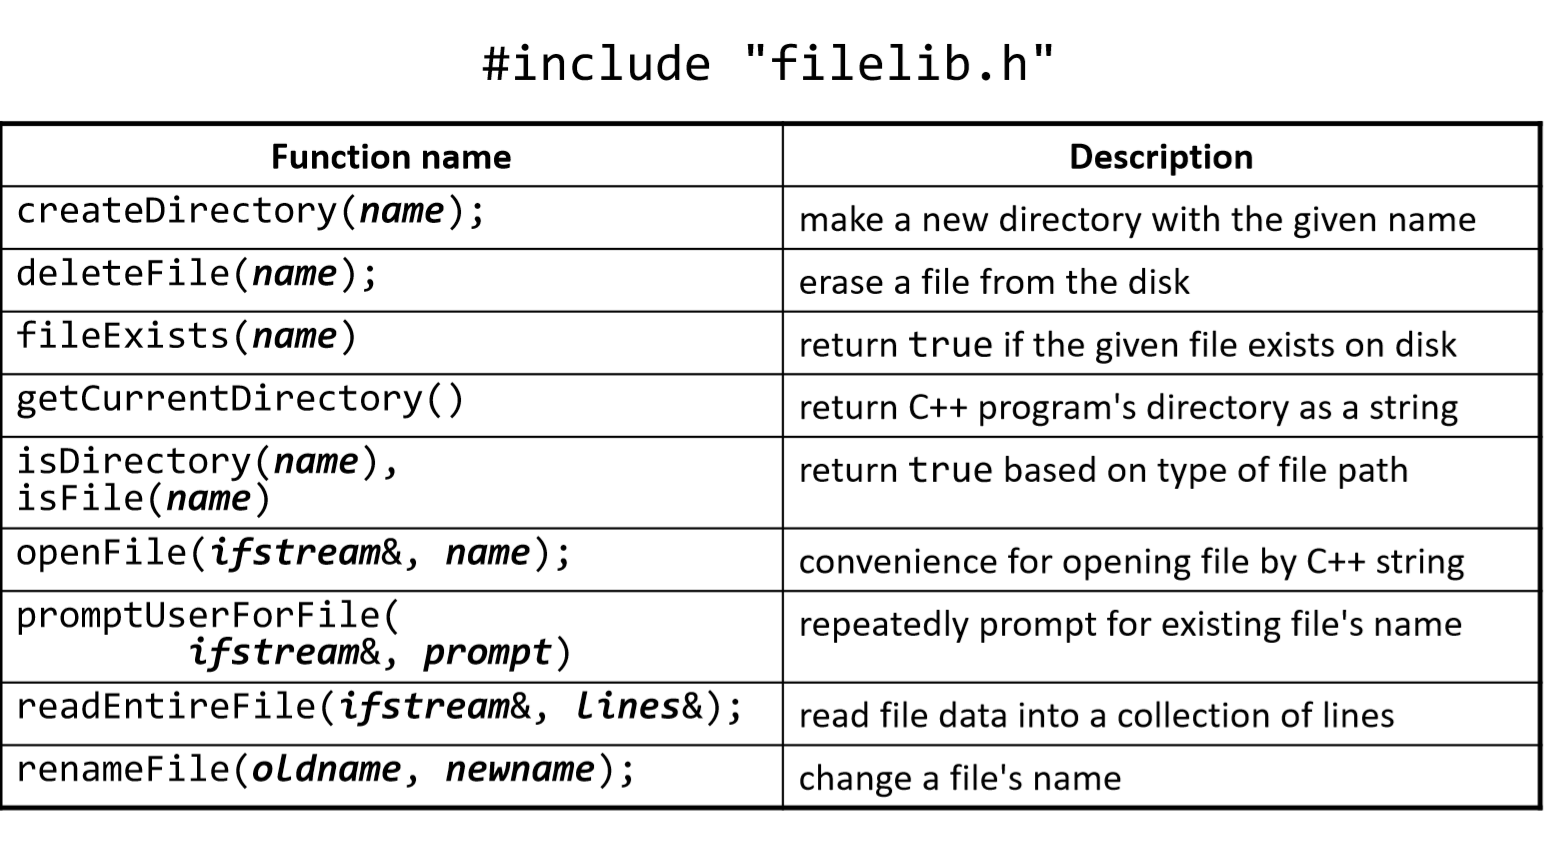 #include "filelib.h"
Function name
Description
createDirectory(name);
make a new directory with the given name
deleteFile(name);
erase a file from the disk
fileExists(name)
return true if the given file exists on disk
getCurrentDirectory()
return C++ program's directory as a string
isDirectory(name),
isFile(name)
return true based on type of file path
openFile(ifstream&, name);
convenience for opening file by C++ string
promptUserForFile(
ifstream&, prompt)
repeatedly prompt for existing file's name
readEntireFile(ifstream&, lines&);
read file data into a collection of lines
renameFile(oldname, newname);
change a file's name